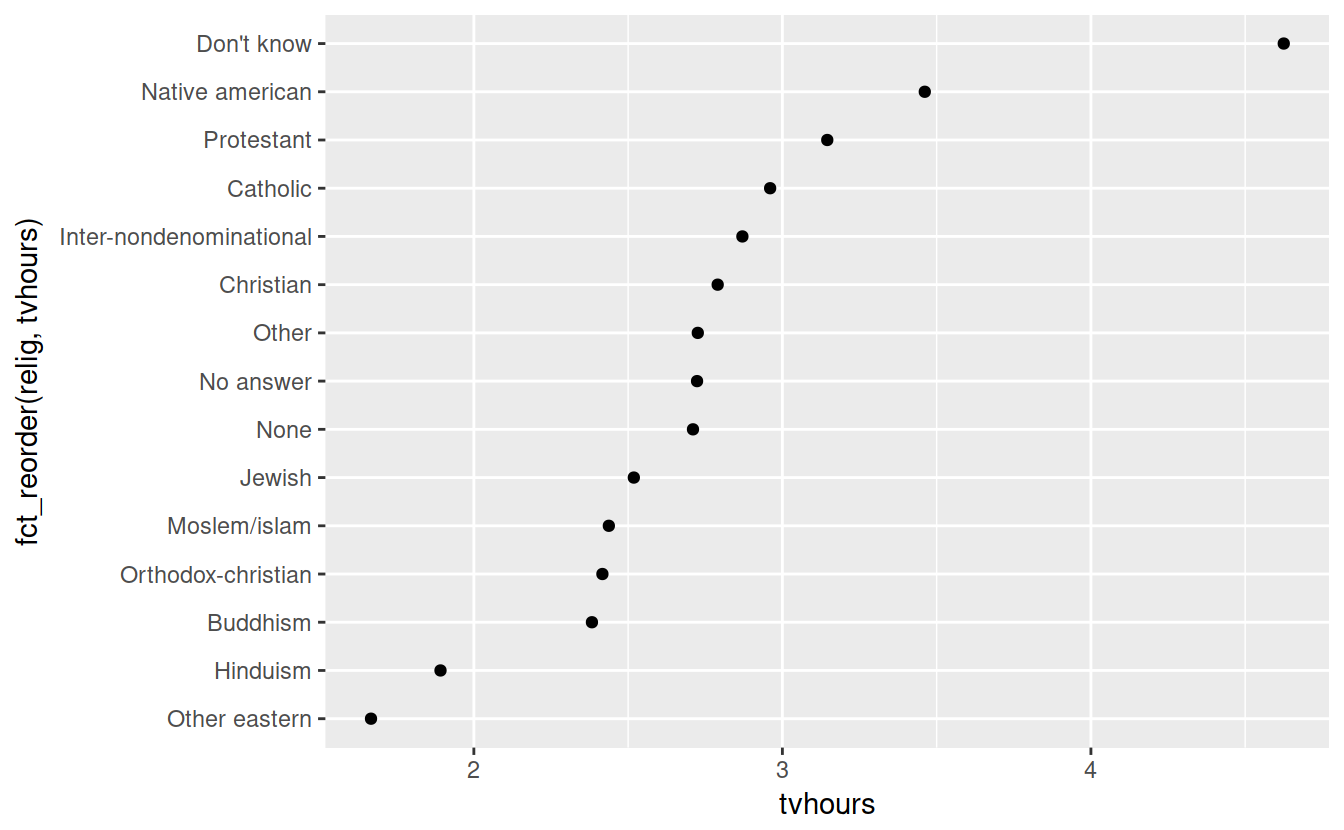 Don't know
Native american
Protestant
Catholic
Inter-nondenominational
Christian
Other
No answer
None
Jewish
Moslem/islam
Orthodox-christian
Buddhism
Hinduism
Other eastern
fct_reorder(relig, tvhours)
2 3 4
tvhours